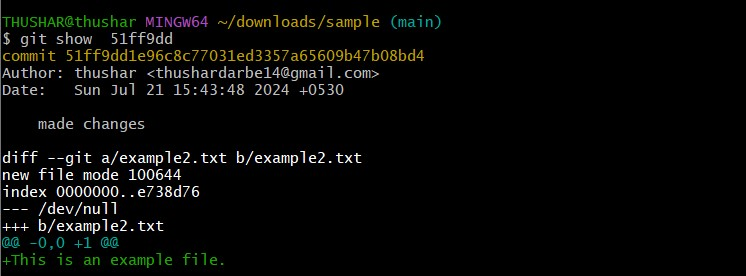 THUSHAR@thushar MINGW64 ~/downloads/sample (main)
$ git show  51ff9dd
commit 51ff9dd1e96c8c77031ed3357a65609b47b08bd4
Author: thushar <thushardarbe14@gmail.com>
Date:   Sun Jul 21 15:43:48 2024 +0530

    made changes

diff --git a/example2.txt b/example2.txt
new file mode 100644
index 0000000..e738d76
--- /dev/null
+++ b/example2.txt
@@ -0,0 +1 @@
+This is an example file.